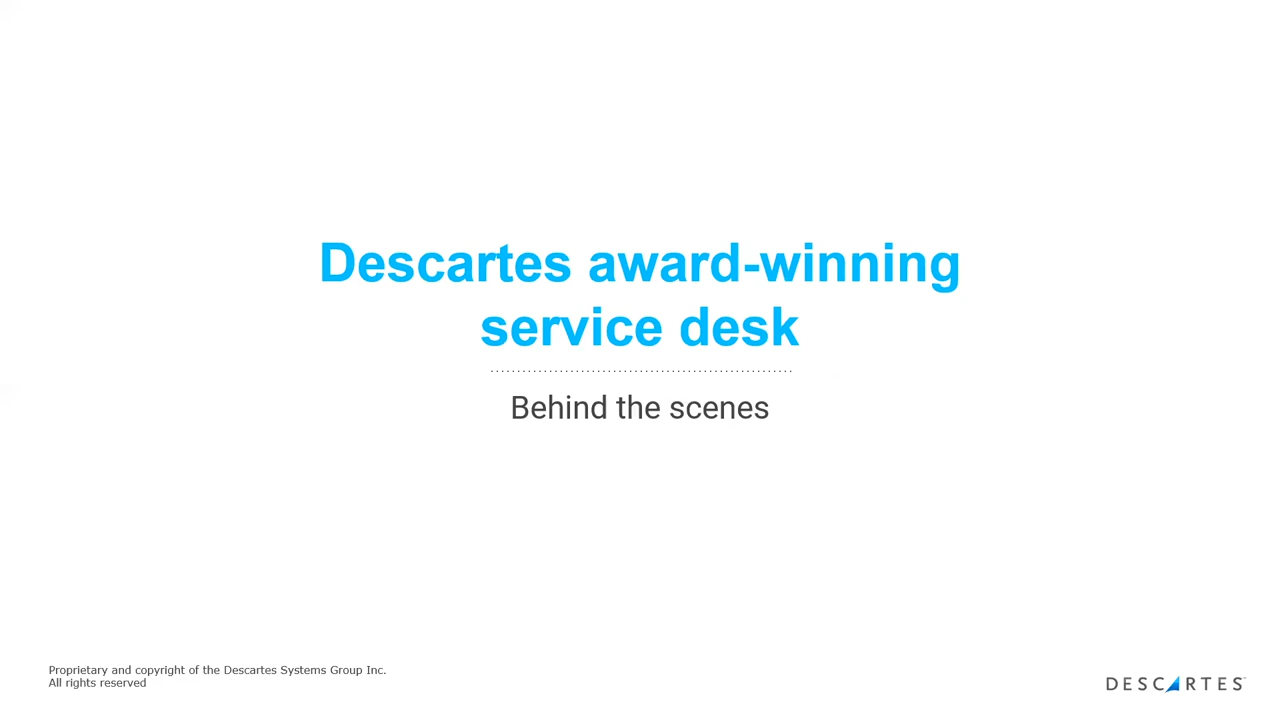 Descartes award-winning
service desk
Behind the scenes
Proprietary and copyright of the Descartes Systems Group Inc.
All rights reserved
DESCARTES